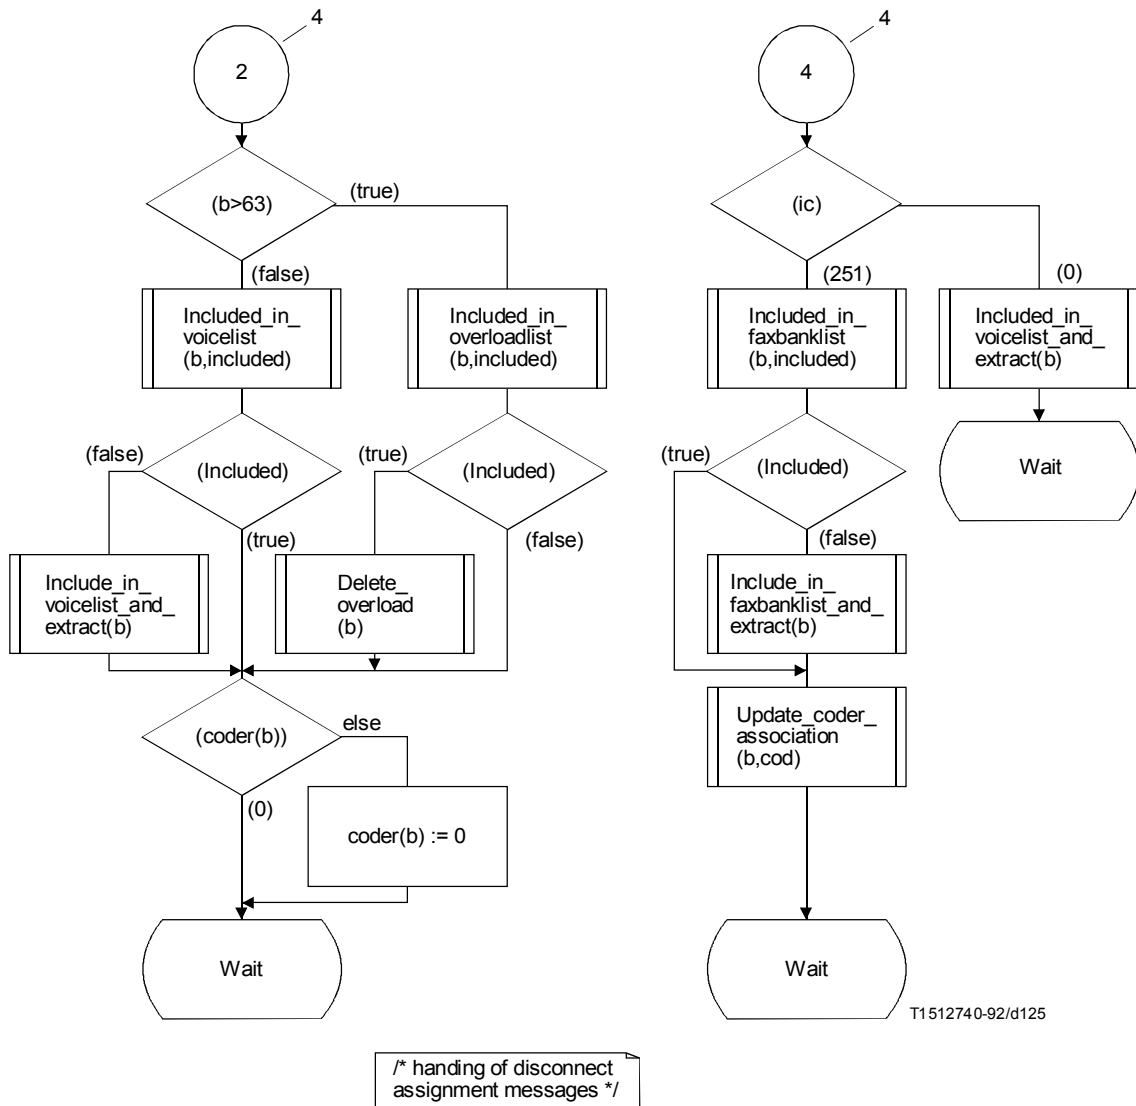 4
2
(b>63)
(true)
(false)
Included_in_
voicelist
(b,included)
Included_in_
overloadlist
(b,included)
(false)
(Included)
(true)
(true)
(Included)
(false)
Include_in_
voicelist_and_
extract(b)
Delete_
overload
(b)
(coder(b))
else
(0)
coder(b) := 0
Wait
4
4
(ic)
(251)
(0)
Included_in_
faxbanklist
(b,included)
Included_in_
voicelist_and_
extract(b)
Wait
(true)
(Included)
(false)
Include_in_
faxbanklist_and_
extract(b)
Update_coder_
association
(b,cod)
Wait
T1512740-92/d125
/* handing of disconnect
assignment messages */